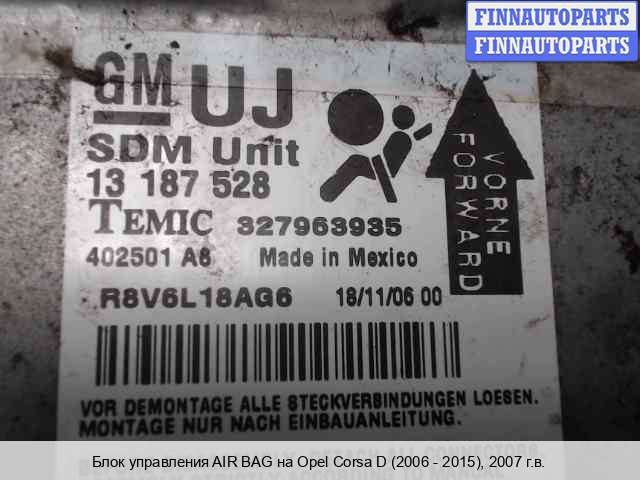 FINNAUTOPARTS
FINNAUTOPARTS
GM UJ
SDM Unit
13 187 528
TEMIC 327963935
402501 A8 Made in Mexico
R8V6L18AG6 18/11/06 00
VORNE
FORWARD
VOR DEMONTAGE ALLE STECKVERBINDUNGEN LOESEN.
MONTAGE NUR NACH EINBAUANLEITUNG.
Блок управления AIR BAG на Opel Corsa D (2006 - 2015), 2007 г.в.